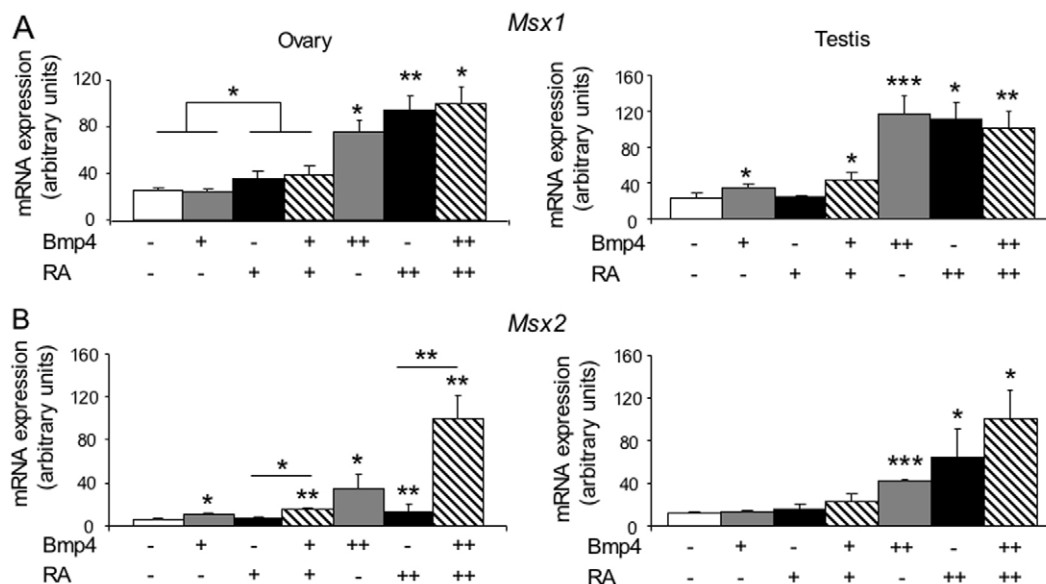 A
Msx1
Ovary
Testis
mRNA expression
(arbitrary units)
120
80
40
0
*
*
**
*
Bmp4 - + - + ++ - ++
RA - - + + - ++ ++
mRNA expression
(arbitrary units)
160
120
80
40
0
*
*
***
*
**
Bmp4 - + - + ++ - ++
RA - - + + - ++ ++
B
Msx2
mRNA expression
(arbitrary units)
160
120
80
40
0
*
*
**
*
**
**
**
Bmp4 - + - + ++ - ++
RA - - + + - ++ ++
mRNA expression
(arbitrary units)
160
120
80
40
0
***
*
*
Bmp4 - + - + ++ - ++
RA - - + + - ++ ++